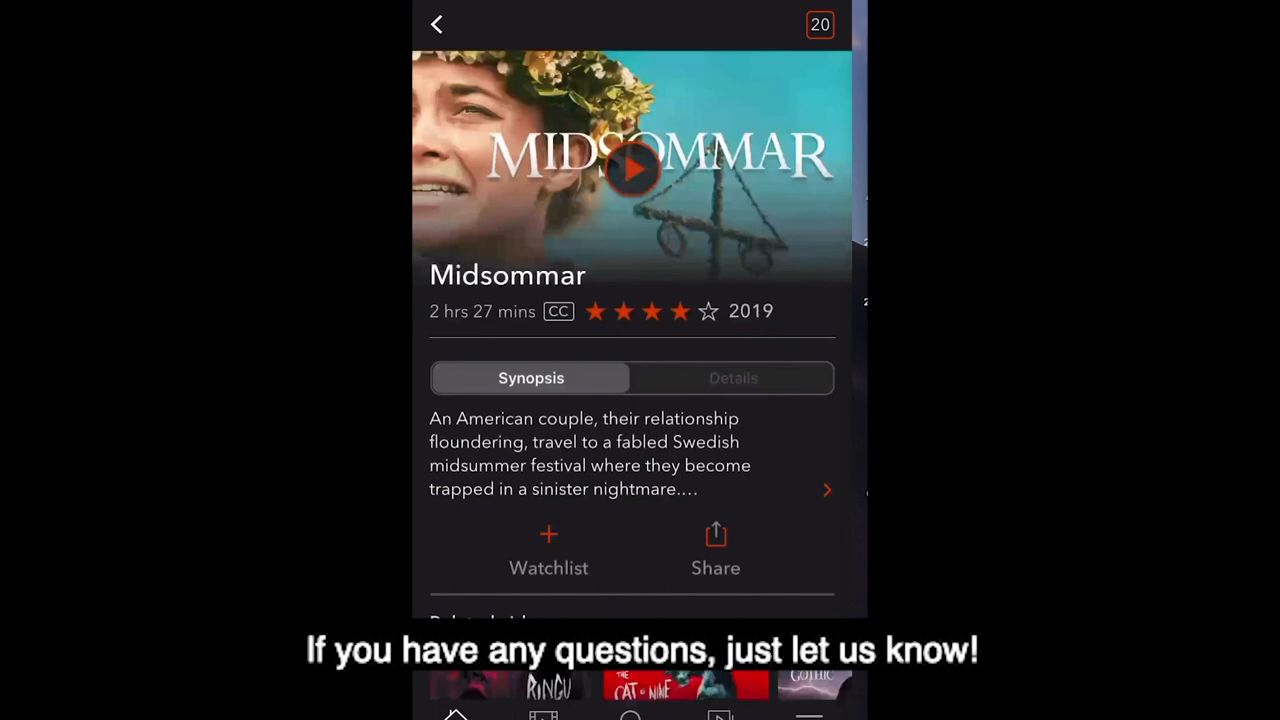 20
MIDSOMMAR
Midsommar
2 hrs 27 mins CC 2019
Synopsis Details
An American couple, their relationship
floundering, travel to a fabled Swedish
midsummer festival where they become
trapped in a sinister nightmare....
Watchlist Share
If you have any questions, just let us know!
RINGU THE CAT O' NINE GOTHIC